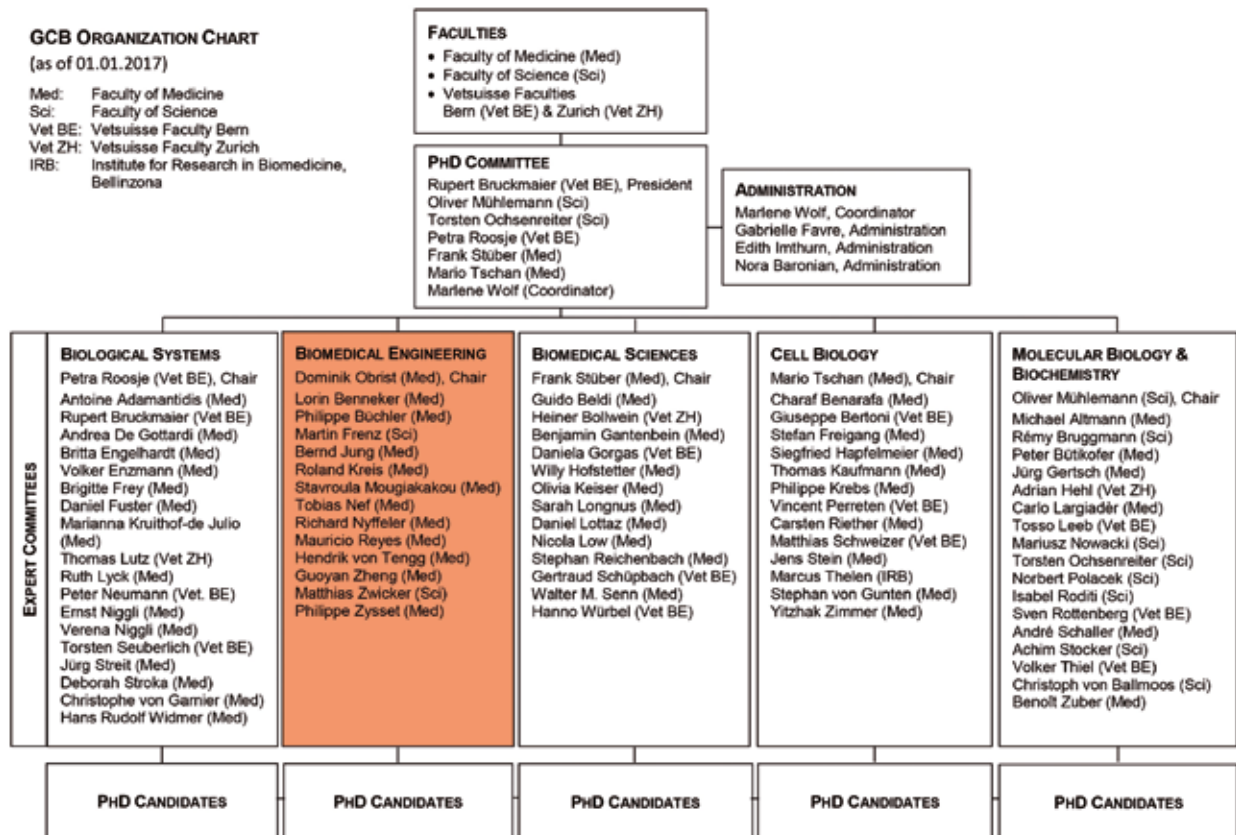 GCB ORGANIZATION CHART
(as of 01.01.2017)
Med: Faculty of Medicine
Sci: Faculty of Science
Vet BE: Vetsuisse Faculty Bern
Vet ZH: Vetsuisse Faculty Zurich
IRB: Institute for Research in Biomedicine,
Bellinzona
FACULTIES
• Faculty of Medicine (Med)
• Faculty of Science (Sci)
• Vetsuisse Faculties
Bern (Vet BE) & Zurich (Vet ZH)
PHD COMMITTEE
Rupert Bruckmaier (Vet BE), President
Oliver Mühlemann (Sci)
Torsten Ochsenreiter (Sci)
Petra Roosje (Vet BE)
Frank Stüber (Med)
Mario Tschan (Med)
Marlene Wolf (Coordinator)
ADMINISTRATION
Marlene Wolf, Coordinator
Gabrielle Favre, Administration
Edith Imthurn, Administration
Nora Baronian, Administration
EXPERT COMMITTEES
BIOLOGICAL SYSTEMS
Petra Roosje (Vet BE), Chair
Antoine Adamantidis (Med)
Rupert Bruckmaier (Vet BE)
Andrea De Gottardi (Med)
Britta Engelhardt (Med)
Volker Enzmann (Med)
Brigitte Frey (Med)
Daniel Fuster (Med)
Marianna Kruithof-de Julio
(Med)
Thomas Lutz (Vet ZH)
Ruth Lyck (Med)
Peter Neumann (Vet. BE)
Ernst Niggli (Med)
Verena Niggli (Med)
Torsten Seuberlich (Vet BE)
Jürg Streit (Med)
Deborah Stroka (Med)
Christophe von Garnier (Med)
Hans Rudolf Widmer (Med)
BIOMEDICAL ENGINEERING
Dominik Obrist (Med), Chair
Lorin Benneker (Med)
Philippe Büchler (Med)
Martin Frenz (Sci)
Bernd Jung (Med)
Roland Kreis (Med)
Stavroula Mougiakakou (Med)
Tobias Nef (Med)
Richard Nyffeler (Med)
Mauricio Reyes (Med)
Hendrik von Tengg (Med)
Guoyan Zheng (Med)
Matthias Zwicker (Sci)
Philippe Zysset (Med)
BIOMEDICAL SCIENCES
Frank Stüber (Med), Chair
Guido Beldi (Med)
Heiner Bollwein (Vet ZH)
Benjamin Gantenbein (Med)
Daniela Gorgas (Vet BE)
Willy Hofstetter (Med)
Olivia Keiser (Med)
Sarah Longnus (Med)
Daniel Lottaz (Med)
Nicola Low (Med)
Stephan Reichenbach (Med)
Gertraud Schüpbach (Vet BE)
Walter M. Senn (Med)
Hanno Würbel (Vet BE)
CELL BIOLOGY
Mario Tschan (Med), Chair
Charaf Benarafa (Med)
Giuseppe Bertoni (Vet BE)
Stefan Freigang (Med)
Siegfried Hapfelmeier (Med)
Thomas Kaufmann (Med)
Philippe Krebs (Med)
Vincent Perreten (Vet BE)
Carsten Riether (Med)
Matthias Schweizer (Vet BE)
Jens Stein (Med)
Marcus Thelen (IRB)
Stephan von Gunten (Med)
Yitzhak Zimmer (Med)
MOLECULAR BIOLOGY &
BIOCHEMISTRY
Oliver Mühlemann (Sci), Chair
Michael Altmann (Med)
Rémy Bruggmann (Sci)
Peter Bütikofer (Med)
Jürg Gertsch (Med)
Adrian Hehl (Vet ZH)
Carlo Largiadèr (Med)
Tosso Leeb (Vet BE)
Mariusz Nowacki (Sci)
Torsten Ochsenreiter (Sci)
Norbert Polacek (Sci)
Isabel Roditi (Sci)
Sven Rottenberg (Vet BE)
André Schaller (Med)
Achim Stocker (Sci)
Volker Thiel (Vet BE)
Christoph von Ballmoos (Sci)
Benoît Zuber (Med)
PHD CANDIDATES
PHD CANDIDATES
PHD CANDIDATES
PHD CANDIDATES
PHD CANDIDATES